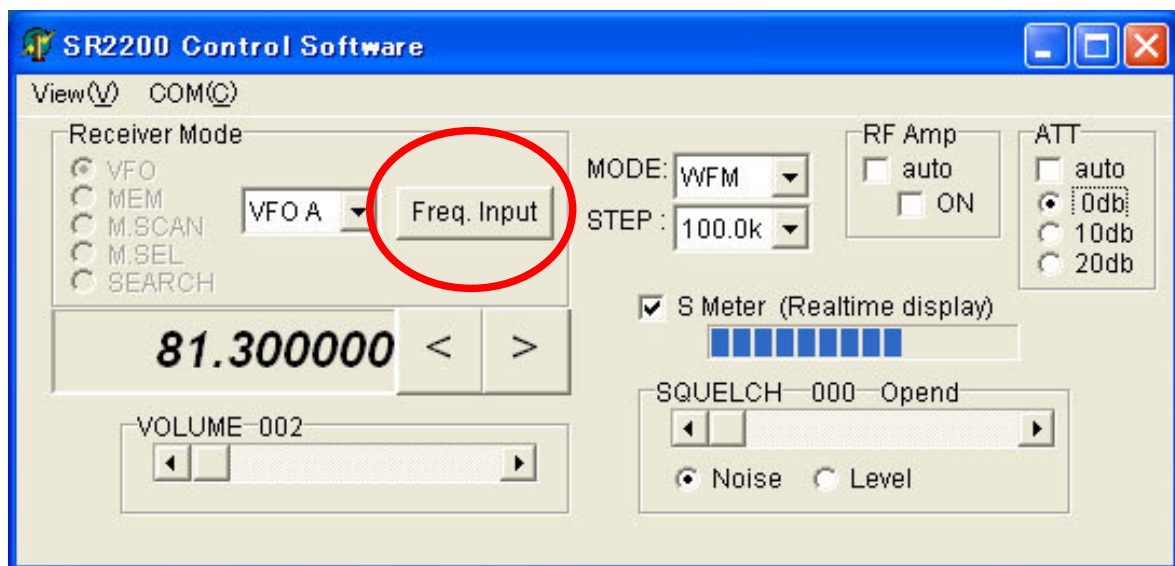 SR2200 Control Software
View(V) COM(C)
Receiver Mode
VFO
MEM
M.SCAN
M.SEL
SEARCH
VFO A
Freq. Input
MODE: WFM
STEP : 100.0k
RF Amp
auto
ON
ATT
auto
0db
10db
20db
81.300000
< >
S Meter (Realtime display)
VOLUME 002
SQUELCH 000 Opend
Noise Level